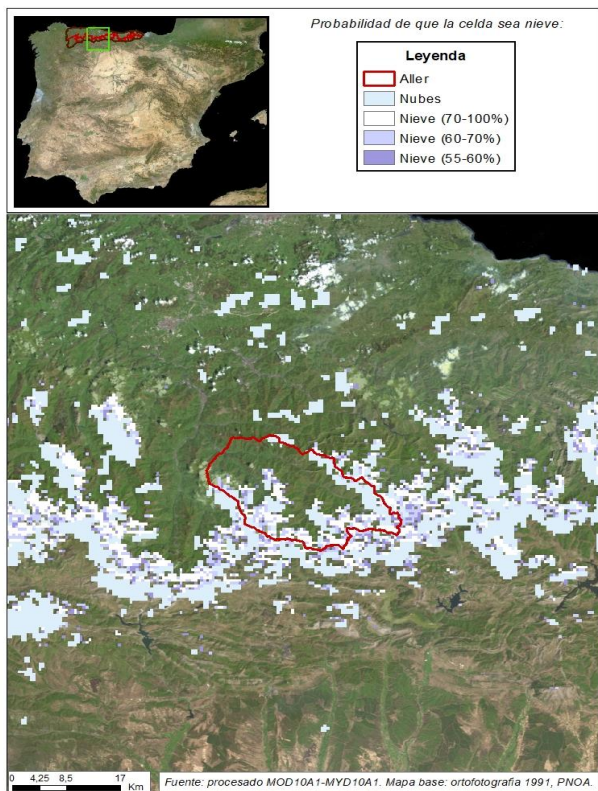 Probabilidad de que la celda sea nieve:
Leyenda
Aller
Nubes
Nieve (70-100%)
Nieve (60-70%)
Nieve (55-60%)
0 4,25 8,5 17
Km
Fuente: procesado MOD10A1-MYD10A1. Mapa base: ortofotografia 1991, PNOA.